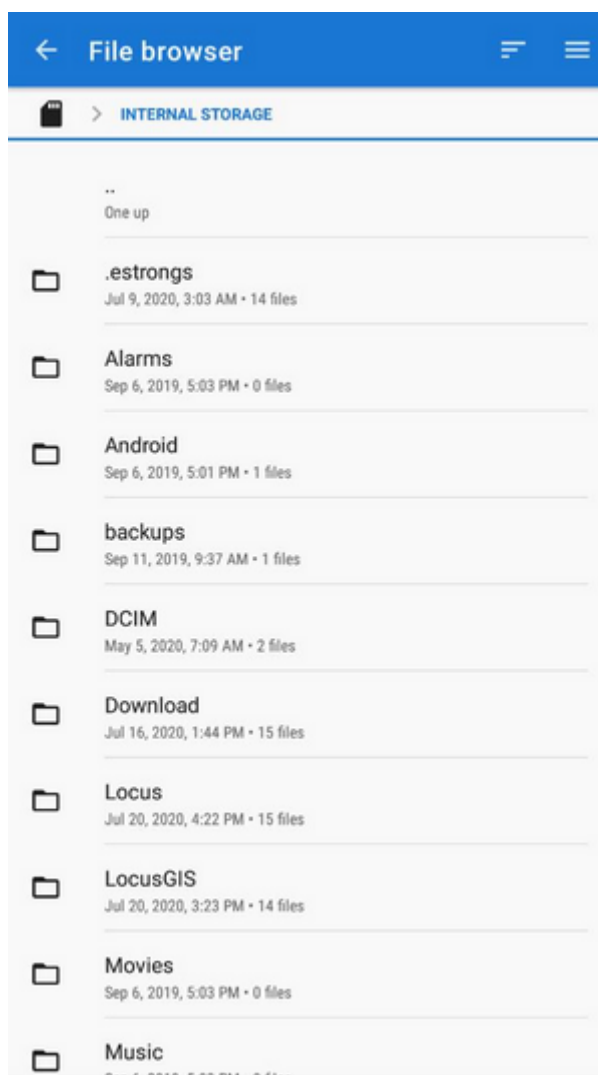 File browser
INTERNAL STORAGE
..
One up
.estrongs
Jul 9, 2020, 3:03 AM • 14 files
Alarms
Sep 6, 2019, 5:03 PM • 0 files
Android
Sep 6, 2019, 5:01 PM • 1 files
backups
Sep 11, 2019, 9:37 AM • 1 files
DCIM
May 5, 2020, 7:09 AM • 2 files
Download
Jul 16, 2020, 1:44 PM • 15 files
Locus
Jul 20, 2020, 4:22 PM • 15 files
LocusGIS
Jul 20, 2020, 3:23 PM • 14 files
Movies
Sep 6, 2019, 5:03 PM • 0 files
Music